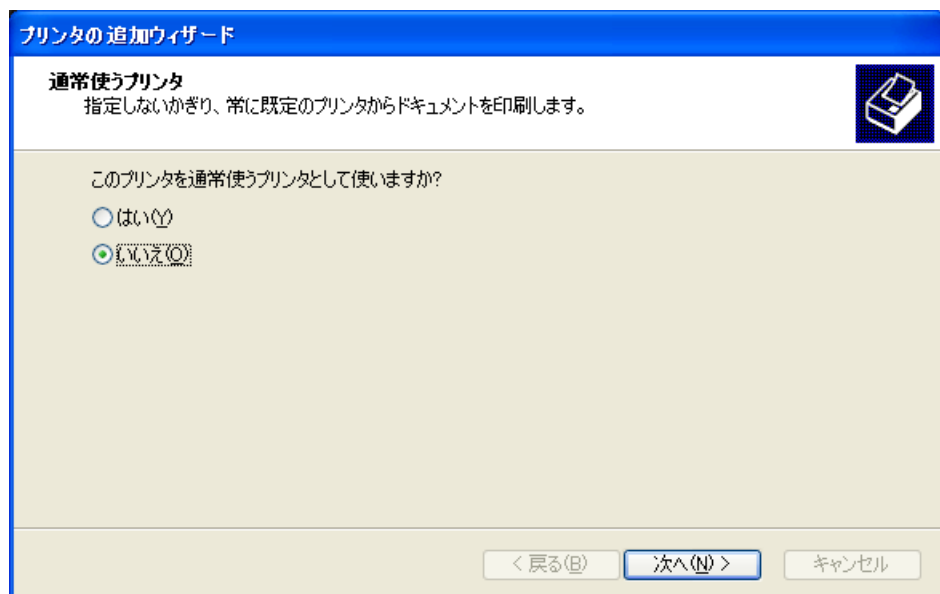 プリンタの追加ウィザード
通常使うプリンタ
指定しないかぎり、常に既定のプリンタからドキュメントを印刷します。
このプリンタを通常使うプリンタとして使いますか?
はい(Y)
いいえ(O)
< 戻る(B) 次へ(N) > キャンセル